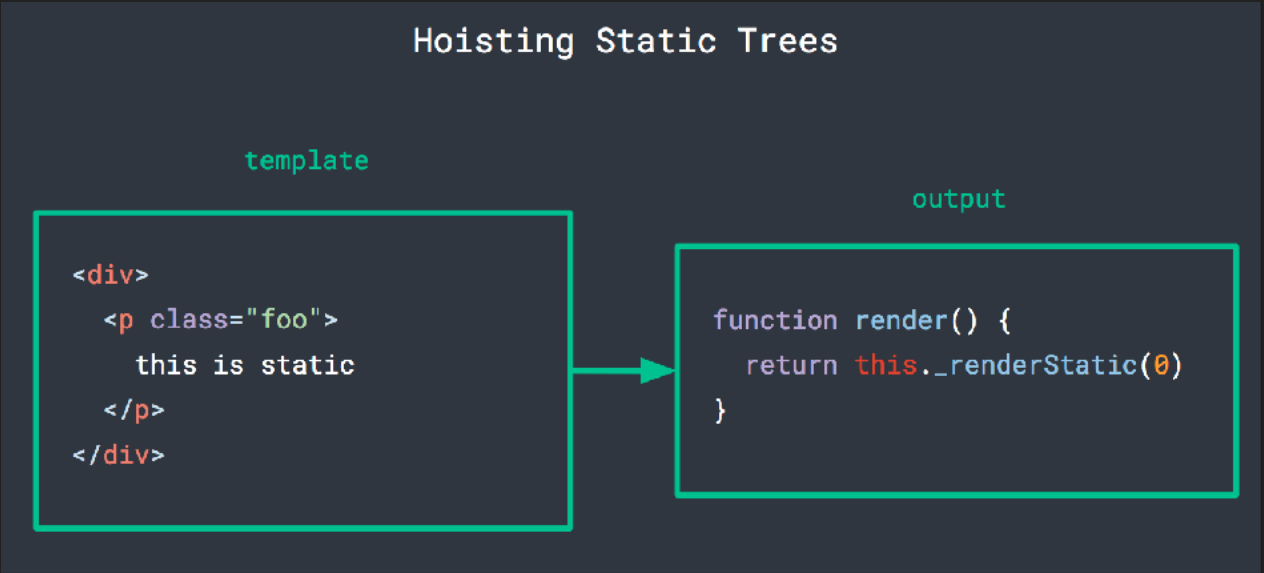 Hoisting Static Trees
template
<div>
  <p class="foo">
    this is static
  </p>
</div>
output
function render() {
  return this._renderStatic(0)
}